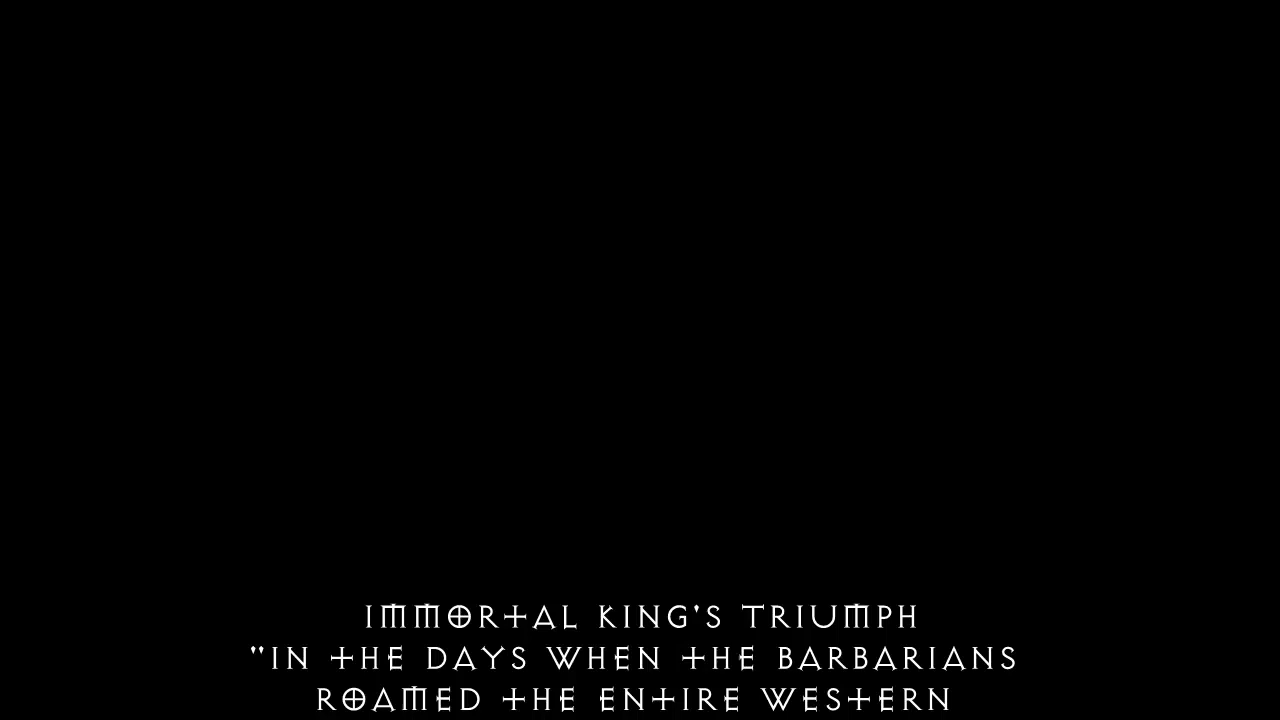 IMMORTAL KING'S TRIUMPH
"IN THE DAYS WHEN THE BARBARIANS
ROAMED THE ENTIRE WESTERN